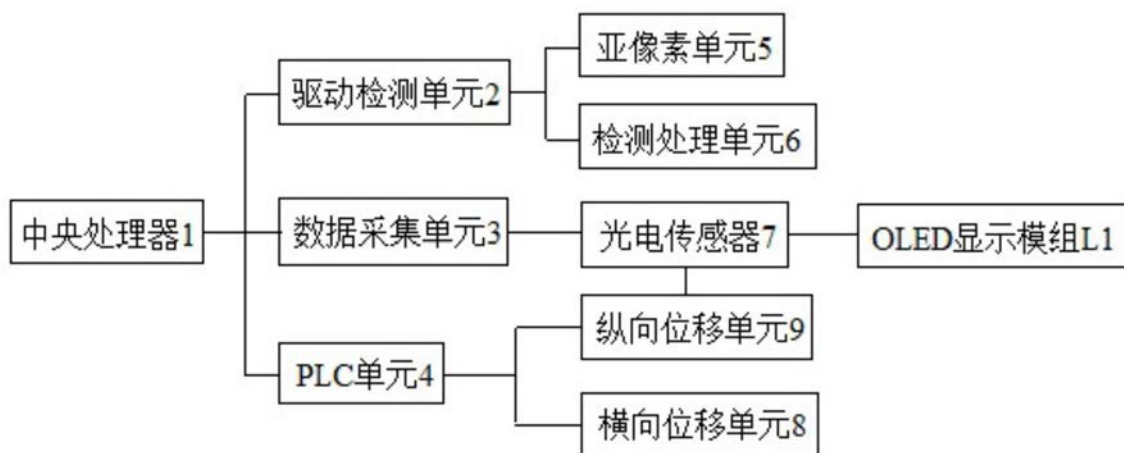 亚像素单元5
驱动检测单元2
检测处理单元6
中央处理器1
数据采集单元3
光电传感器7
OLED显示模组L1
纵向位移单元9
PLC单元4
横向位移单元8